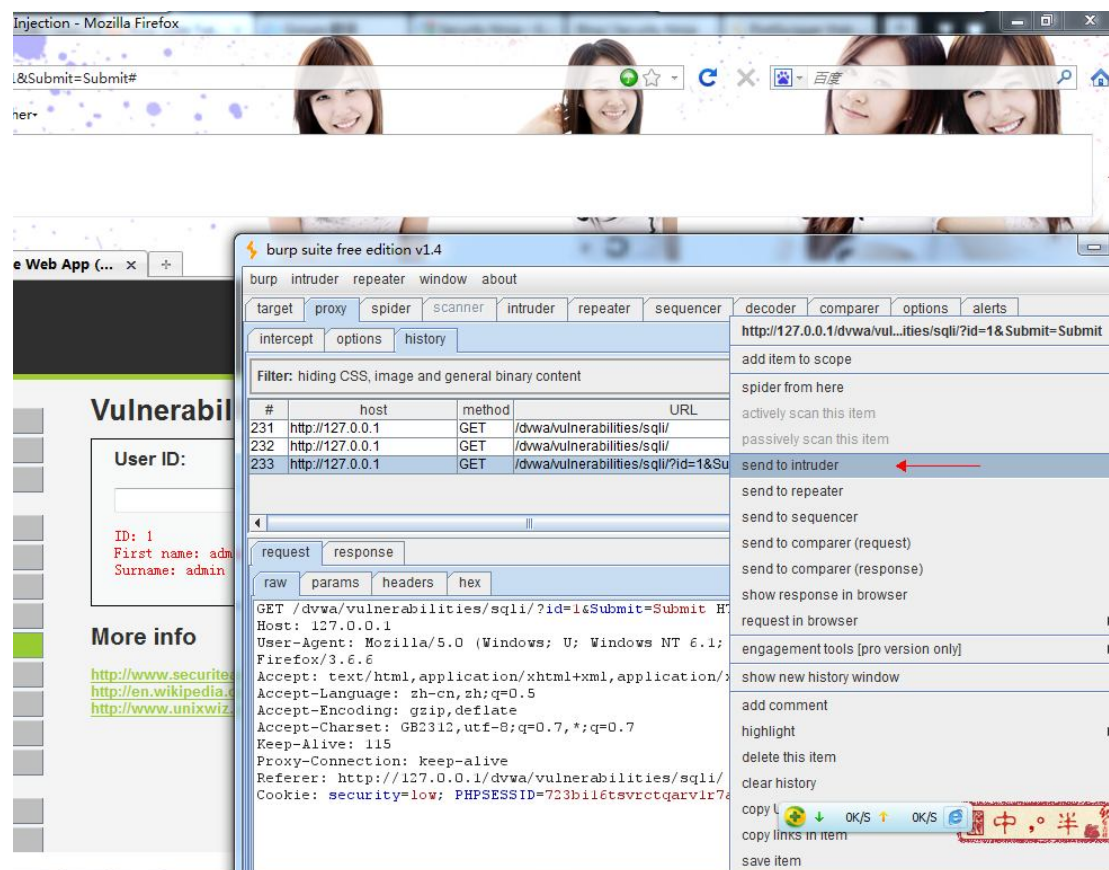 Injection - Mozilla Firefox
1&Submit=Submit#
百度
her
e Web App (... x
burp suite free edition v1.4
burp intruder repeater window about
target proxy spider scanner intruder repeater sequencer decoder comparer options alerts
intercept options history
Filter: hiding CSS, image and general binary content
# host method URL
231 http://127.0.0.1 GET /dvwa/vulnerabilities/sqli/
232 http://127.0.0.1 GET /dvwa/vulnerabilities/sqli/
233 http://127.0.0.1 GET /dvwa/vulnerabilities/sqli/?id=1&Su
request response
raw params headers hex
GET /dvwa/vulnerabilities/sqli/?id=1&Submit=Submit HT
Host: 127.0.0.1
User-Agent: Mozilla/5.0 (Windows; U; Windows NT 6.1;
Firefox/3.6.6
Accept: text/html,application/xhtml+xml,application/x
Accept-Language: zh-cn,zh;q=0.5
Accept-Encoding: gzip,deflate
Accept-Charset: GB2312,utf-8;q=0.7,*;q=0.7
Keep-Alive: 115
Proxy-Connection: keep-alive
Referer: http://127.0.0.1/dvwa/vulnerabilities/sqli/
Cookie: security=low; PHPSESSID=723bil6tsvrctqarv1r7a
http://127.0.0.1/dvwa/vul...ities/sqli/?id=1&Submit=Submit
add item to scope
spider from here
actively scan this item
passively scan this item
send to intruder
send to repeater
send to sequencer
send to comparer (request)
send to comparer (response)
show response in browser
request in browser
engagement tools [pro version only]
show new history window
add comment
highlight
delete this item
clear history
copy
copy links in item
save item
0K/S 0K/S
中 ,° 半
Vulnerabil
User ID:
ID: 1
First name: adm
Surname: admin
More info
http://www.securitea
http://en.wikipedia.o
http://www.unixwiz.